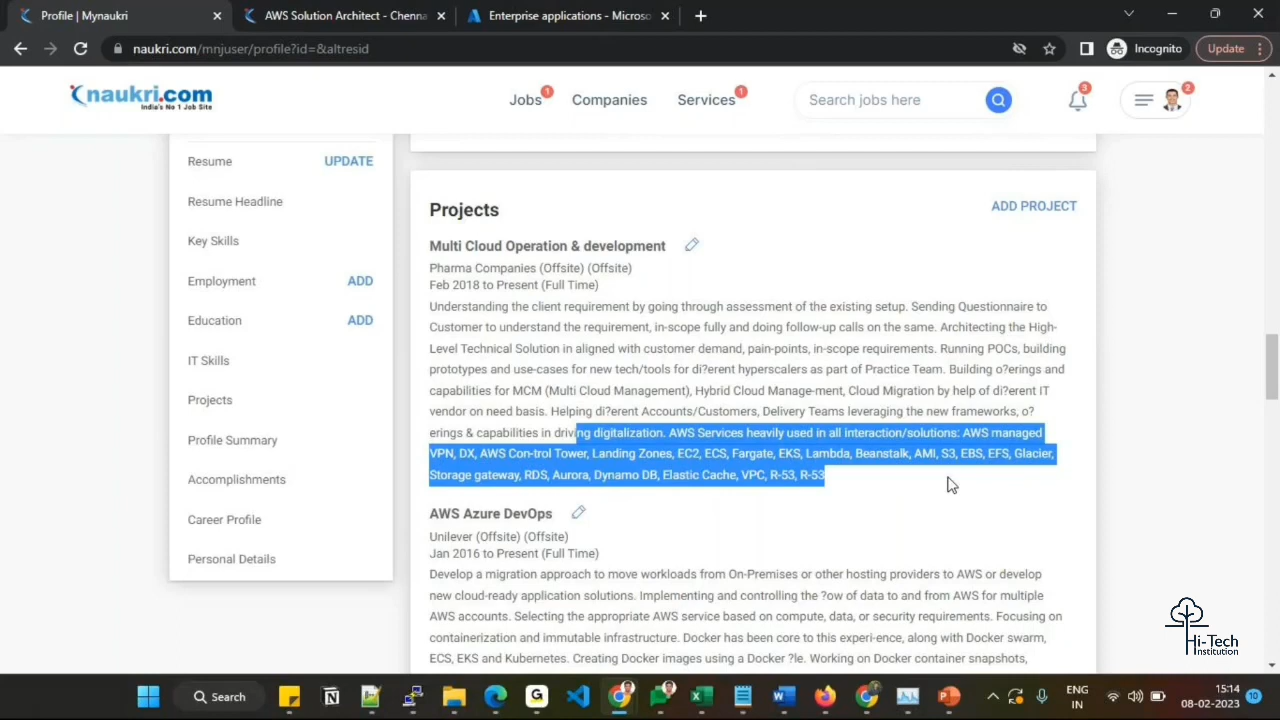 Profile | Mynaukri
AWS Solution Architect - Chenna
Enterprise applications - Microso
naukri.com/mnjuser/profile?id=&altresid
Incognito
Update
naukri.com
India's No 1 Job Site
Jobs 1
Companies
Services 1
Search jobs here
3
2
Resume UPDATE
Resume Headline
Key Skills
Employment ADD
Education ADD
IT Skills
Projects
Profile Summary
Accomplishments
Career Profile
Personal Details
Projects ADD PROJECT
Multi Cloud Operation & development
Pharma Companies (Offsite) (Offsite)
Feb 2018 to Present (Full Time)
Understanding the client requirement by going through assessment of the existing setup. Sending Questionnaire to
Customer to understand the requirement, in-scope fully and doing follow-up calls on the same. Architecting the High-
Level Technical Solution in aligned with customer demand, pain-points, in-scope requirements. Running POCs, building
prototypes and use-cases for new tech/tools for di?erent hyperscalers as part of Practice Team. Building o?erings and
capabilities for MCM (Multi Cloud Management), Hybrid Cloud Manage-ment, Cloud Migration by help of di?erent IT
vendor on need basis. Helping di?erent Accounts/Customers, Delivery Teams leveraging the new frameworks, o?
erings & capabilities in driving digitalization. AWS Services heavily used in all interaction/solutions: AWS managed
VPN, DX, AWS Con-trol Tower, Landing Zones, EC2, ECS, Fargate, EKS, Lambda, Beanstalk, AMI, S3, EBS, EFS, Glacier,
Storage gateway, RDS, Aurora, Dynamo DB, Elastic Cache, VPC, R-53, R-53
AWS Azure DevOps
Unilever (Offsite) (Offsite)
Jan 2016 to Present (Full Time)
Develop a migration approach to move workloads from On-Premises or other hosting providers to AWS or develop
new cloud-ready application solutions. Implementing and controlling the ?ow of data to and from AWS for multiple
AWS accounts. Selecting the appropriate AWS service based on compute, data, or security requirements. Focusing on
containerization and immutable infrastructure. Docker has been core to this experi-ence, along with Docker swarm,
ECS, EKS and Kubernetes. Creating Docker images using a Docker ?le. Working on Docker container snapshots,
Hi-Tech
Institution
Search
ENG
IN
15:14
08-02-2023
10